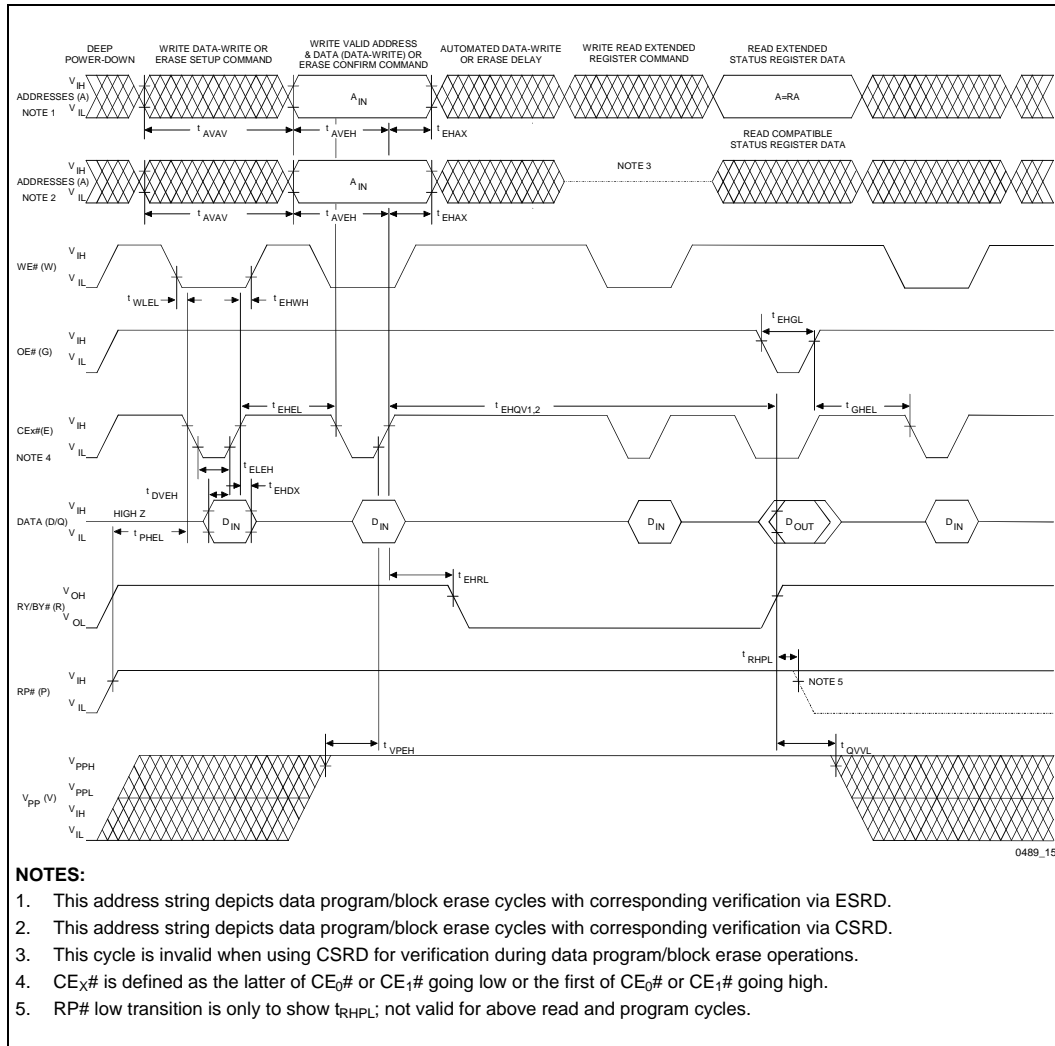 DEEP
POWER-DOWN
WRITE DATA-WRITE OR
ERASE SETUP COMMAND
WRITE VALID ADDRESS
& DATA (DATA-WRITE) OR
ERASE CONFIRM COMMAND
AUTOMATED DATA-WRITE
OR ERASE DELAY
WRITE READ EXTENDED
REGISTER COMMAND
READ EXTENDED
STATUS REGISTER DATA
V IH
ADDRESSES (A)
NOTE 1 V IL
A IN
A=RA
t AVAV
t AVEH
t EHAX
READ COMPATIBLE
STATUS REGISTER DATA
V IH
ADDRESSES (A)
NOTE 2 V IL
A IN
NOTE 3
t AVAV
t AVEH
t EHAX
V IH
WE# (W)
V IL
t WLEL
t EHWH
t EHGL
V IH
OE# (G)
V IL
t EHEL
t EHQV1,2
t GHEL
V IH
CEx#(E)
V IL
NOTE 4
t ELEH
t EHDX
t DVEH
V IH
DATA (D/Q)
V IL
HIGH Z
D IN
D IN
D IN
D OUT
D IN
t PHEL
t EHRL
V OH
RY/BY# (R)
V OL
t RHPL
V IH
RP# (P)
V IL
NOTE 5
t VPEH
t QVVL
V PPH
V PPL
V PP (V)
V IH
V IL
0489_15
NOTES:
1. This address string depicts data program/block erase cycles with corresponding verification via ESRD.
2. This address string depicts data program/block erase cycles with corresponding verification via CSRD.
3. This cycle is invalid when using CSRD for verification during data program/block erase operations.
4. CEX# is defined as the latter of CE0# or CE1# going low or the first of CE0# or CE1# going high.
5. RP# low transition is only to show tRHPL; not valid for above read and program cycles.